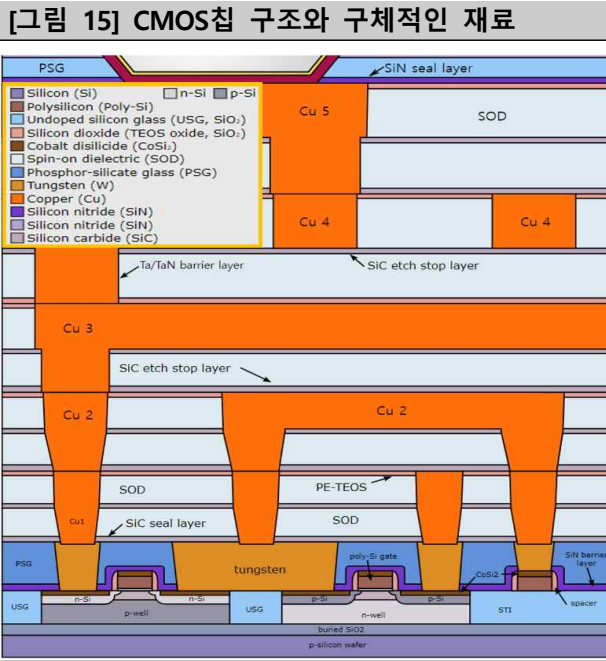 [그림 15] CMOS칩 구조와 구체적인 재료
PSG
SiN seal layer
Silicon (Si)
n-Si
p-Si
Polysilicon (Poly-Si)
Undoped silicon glass (USG, SiO₂)
Silicon dioxide (TEOS oxide, SiO₂)
Cobalt disilicide (CoSi₂)
Spin-on dielectric (SOD)
Phosphor-silicate glass (PSG)
Tungsten (W)
Copper (Cu)
Silicon nitride (SiN)
Silicon nitride (SiN)
Silicon carbide (SiC)
Cu 5
SOD
Cu 4
Cu 4
Ta/TaN barrier layer
SiC etch stop layer
Cu 3
SiC etch stop layer
Cu 2
Cu 2
SOD
PE-TEOS
Cu1
SiC seal layer
SOD
PSG
tungsten
poly-Si gate
SiN barrier
layer
CoSi2
USG
n-Si
n-Si
p-well
USG
p-Si
p-Si
n-well
STI
spacer
buried SiO2
p-silicon wafer